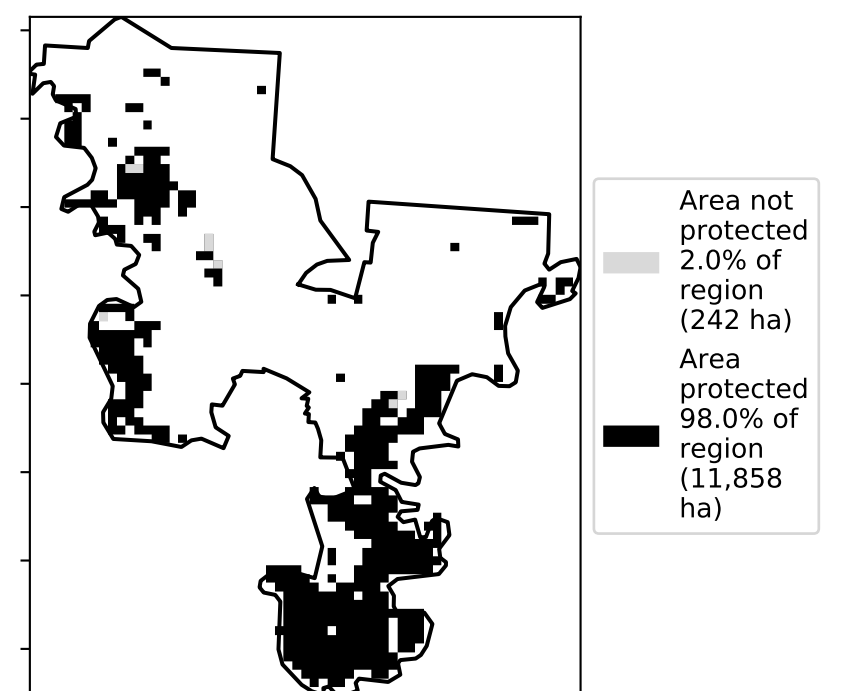 Area not
protected
2.0% of
region
(242 ha)
Area
protected
98.0% of
region
(11,858
ha)